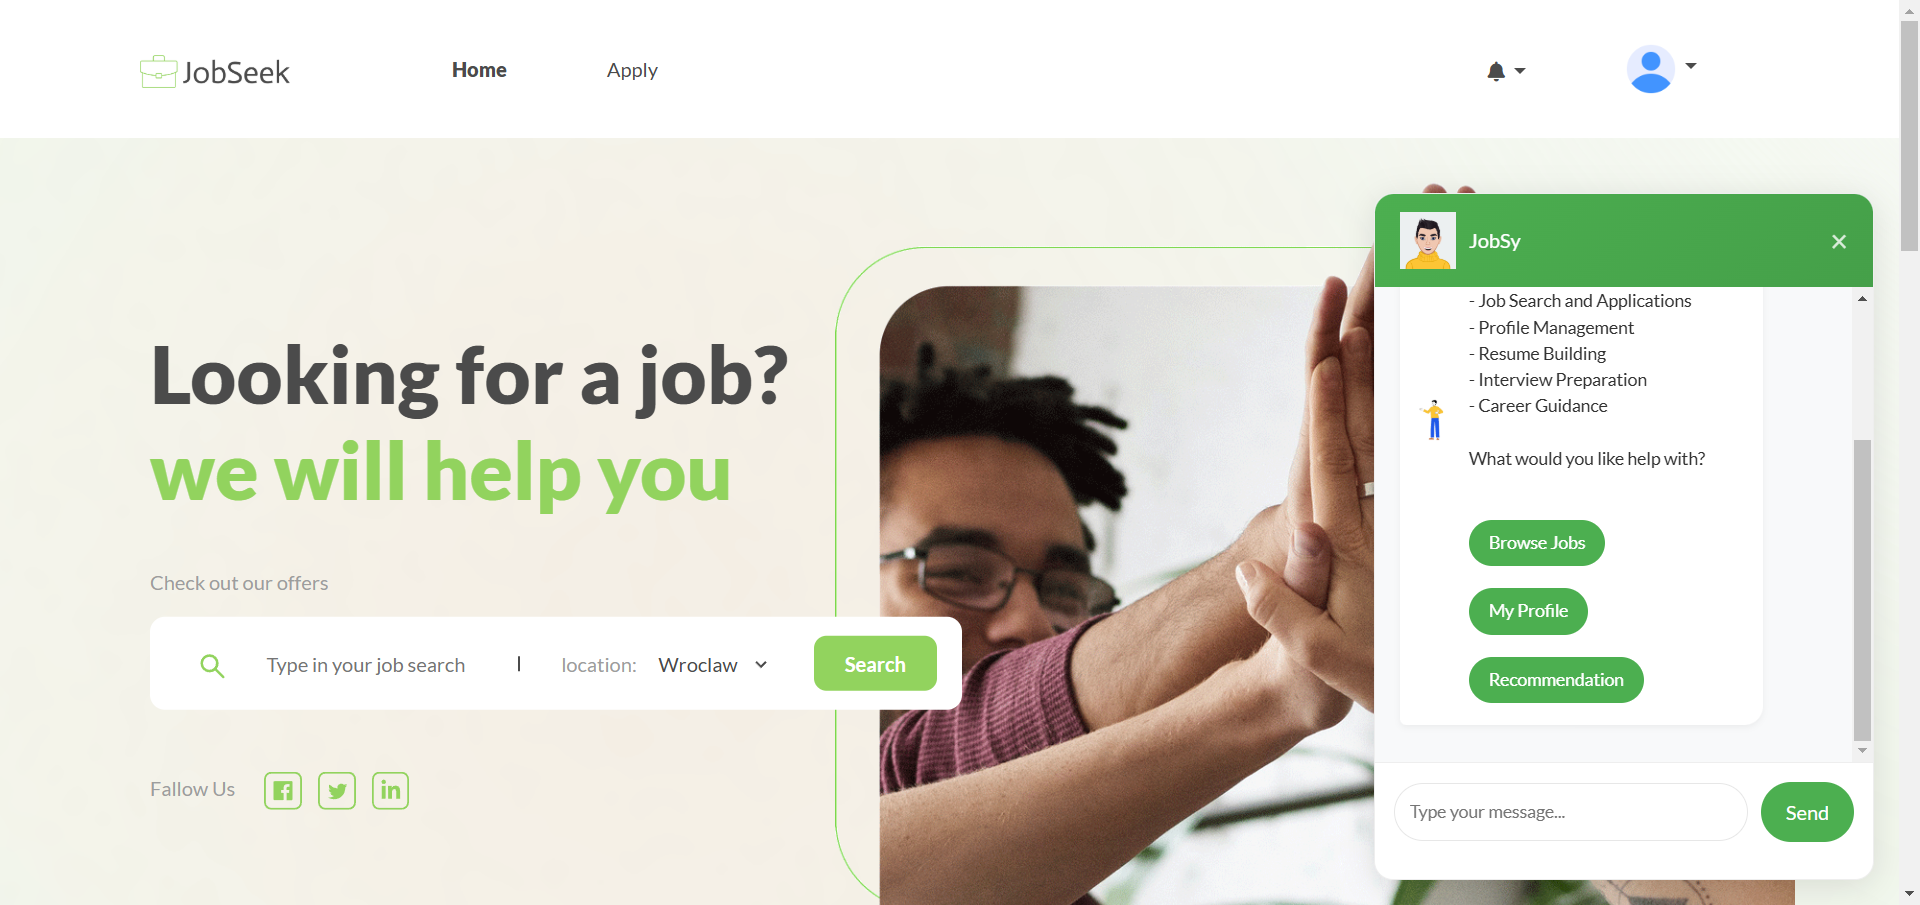 JobSeek
Home
Apply
Looking for a job?
we will help you
Check out our offers
Type in your job search
location:
Wroclaw
Search
Fallow Us
JobSy
- Job Search and Applications
- Profile Management
- Resume Building
- Interview Preparation
- Career Guidance
What would you like help with?
Browse Jobs
My Profile
Recommendation
Type your message...
Send